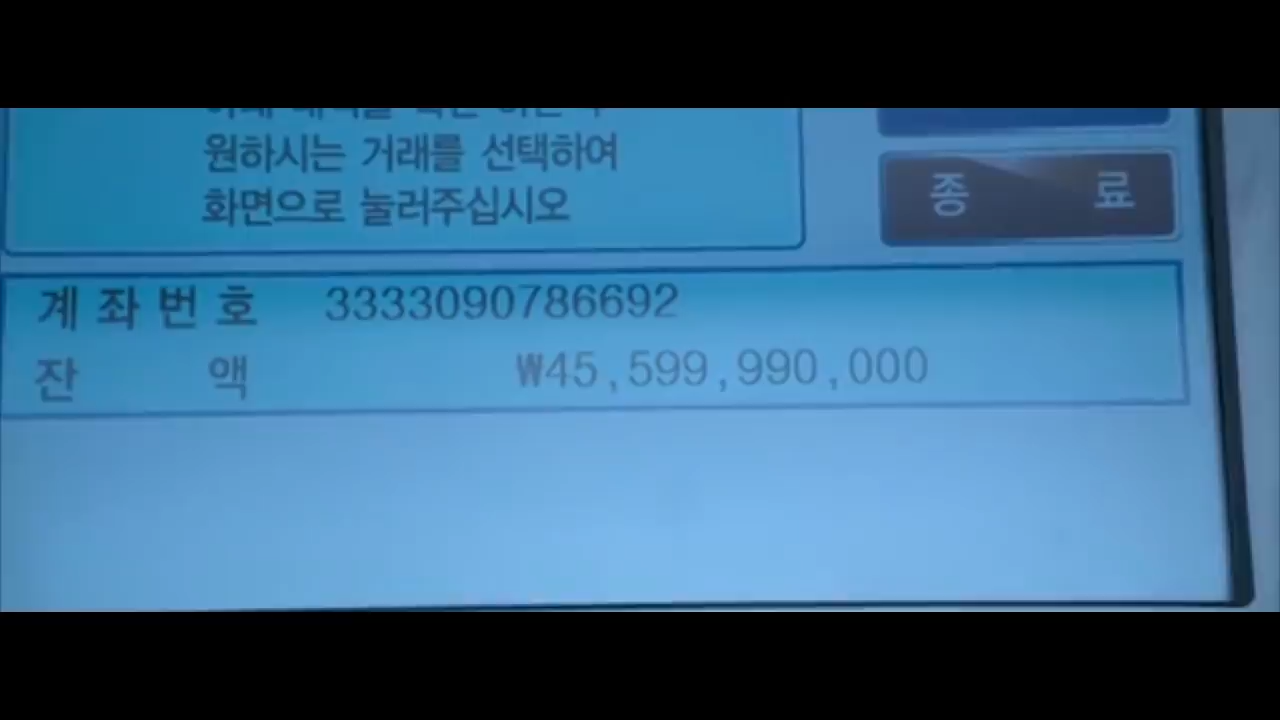 원하시는 거래를 선택하여
화면으로 눌러주십시오
종 료
계좌번호 3333090786692
잔 액 ₩45,599,990,000